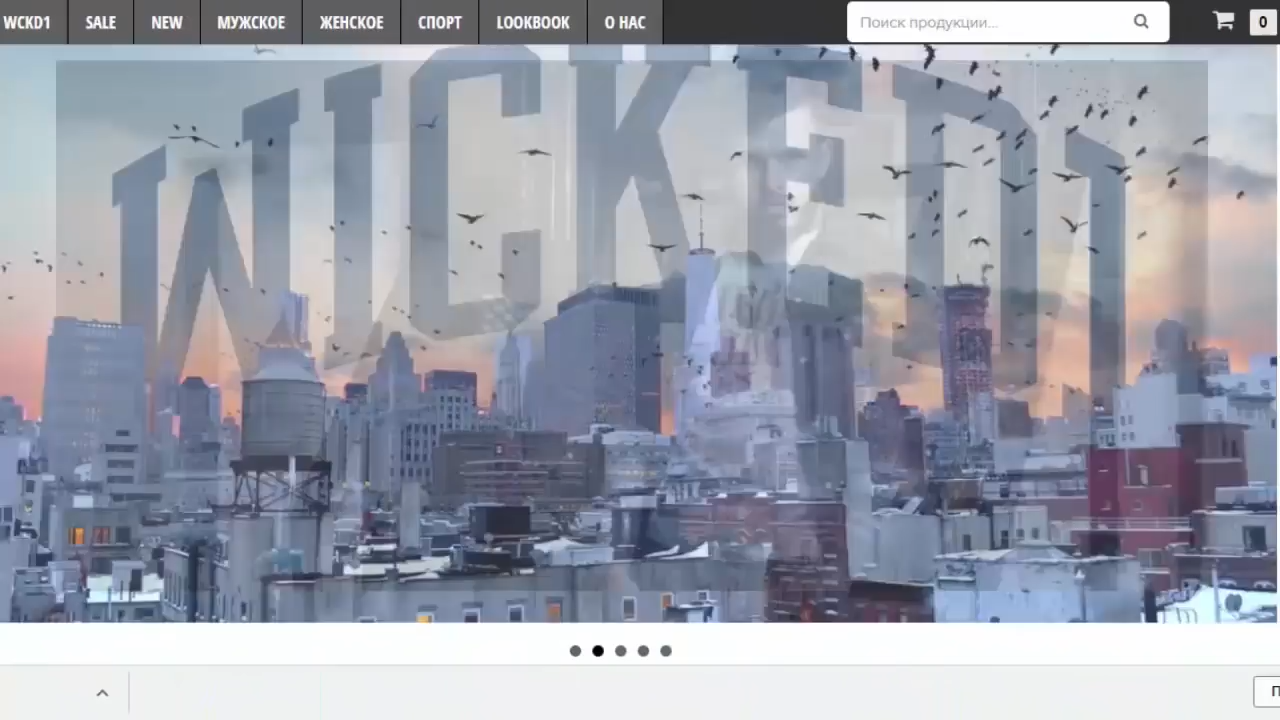 WCKD1 SALE NEW МУЖСКОЕ ЖЕНСКОЕ СПОРТ LOOKBOOK О НАС Поиск продукции... 0
WICKED1
П